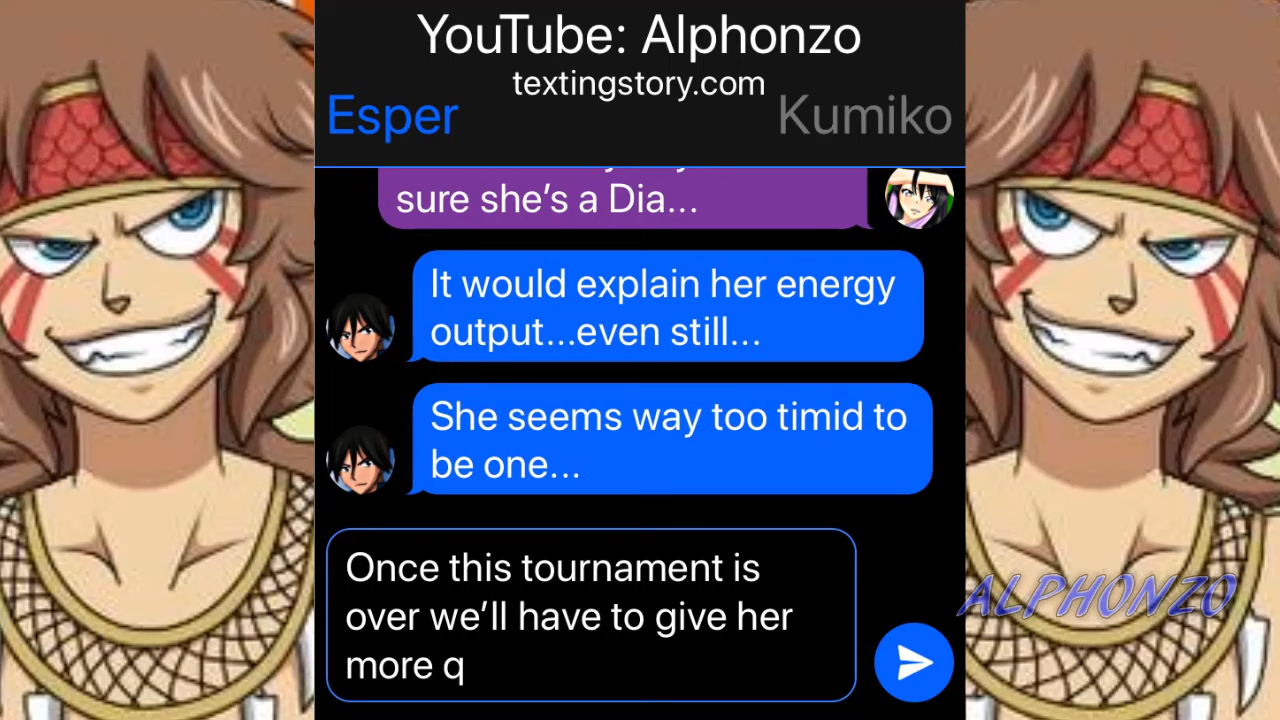 YouTube: Alphonzo
textingstory.com
Esper
Kumiko
sure she’s a Dia...
It would explain her energy
output...even still...
She seems way too timid to
be one...
Once this tournament is
over we’ll have to give her
more q
ALPHONZO